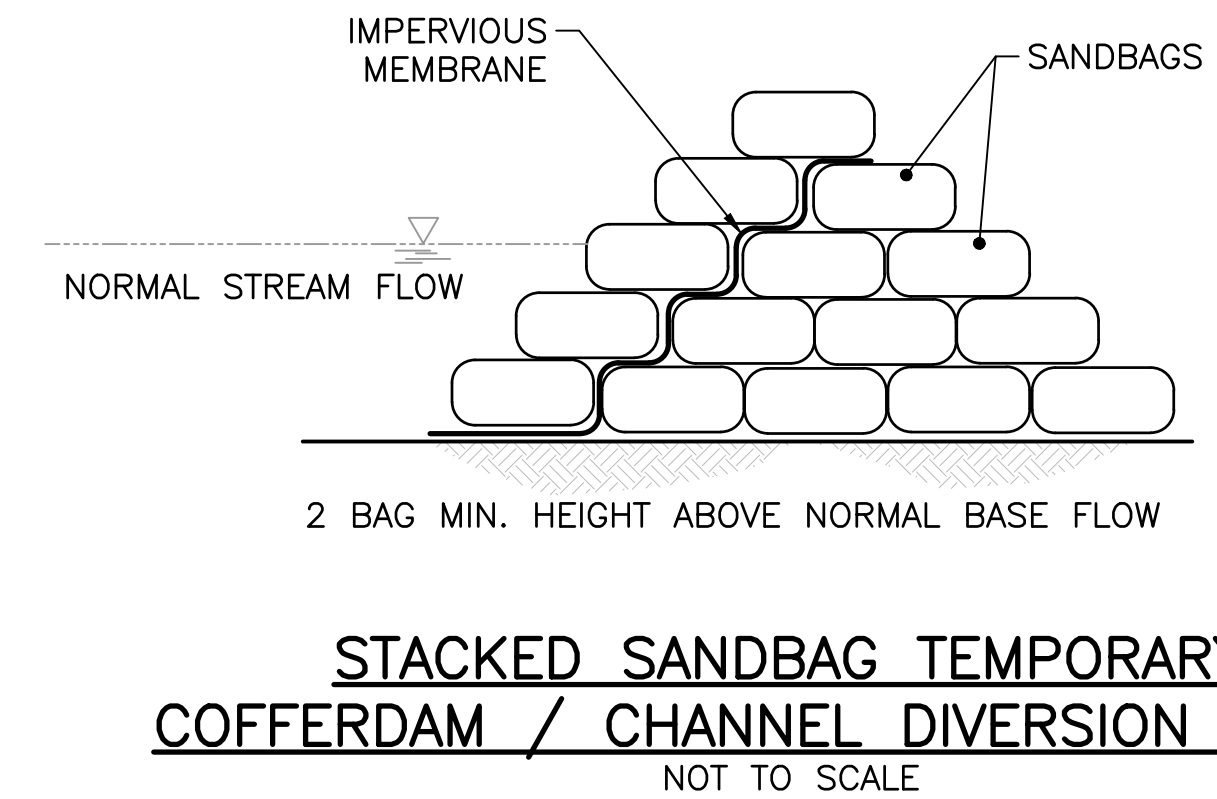 IMPERVIOUS
MEMBRANE
SANDBAGS
NORMAL STREAM FLOW
2 BAG MIN. HEIGHT ABOVE NORMAL BASE FLOW
STACKED SANDBAG TEMPORARY
COFFERDAM / CHANNEL DIVERSION
NOT TO SCALE